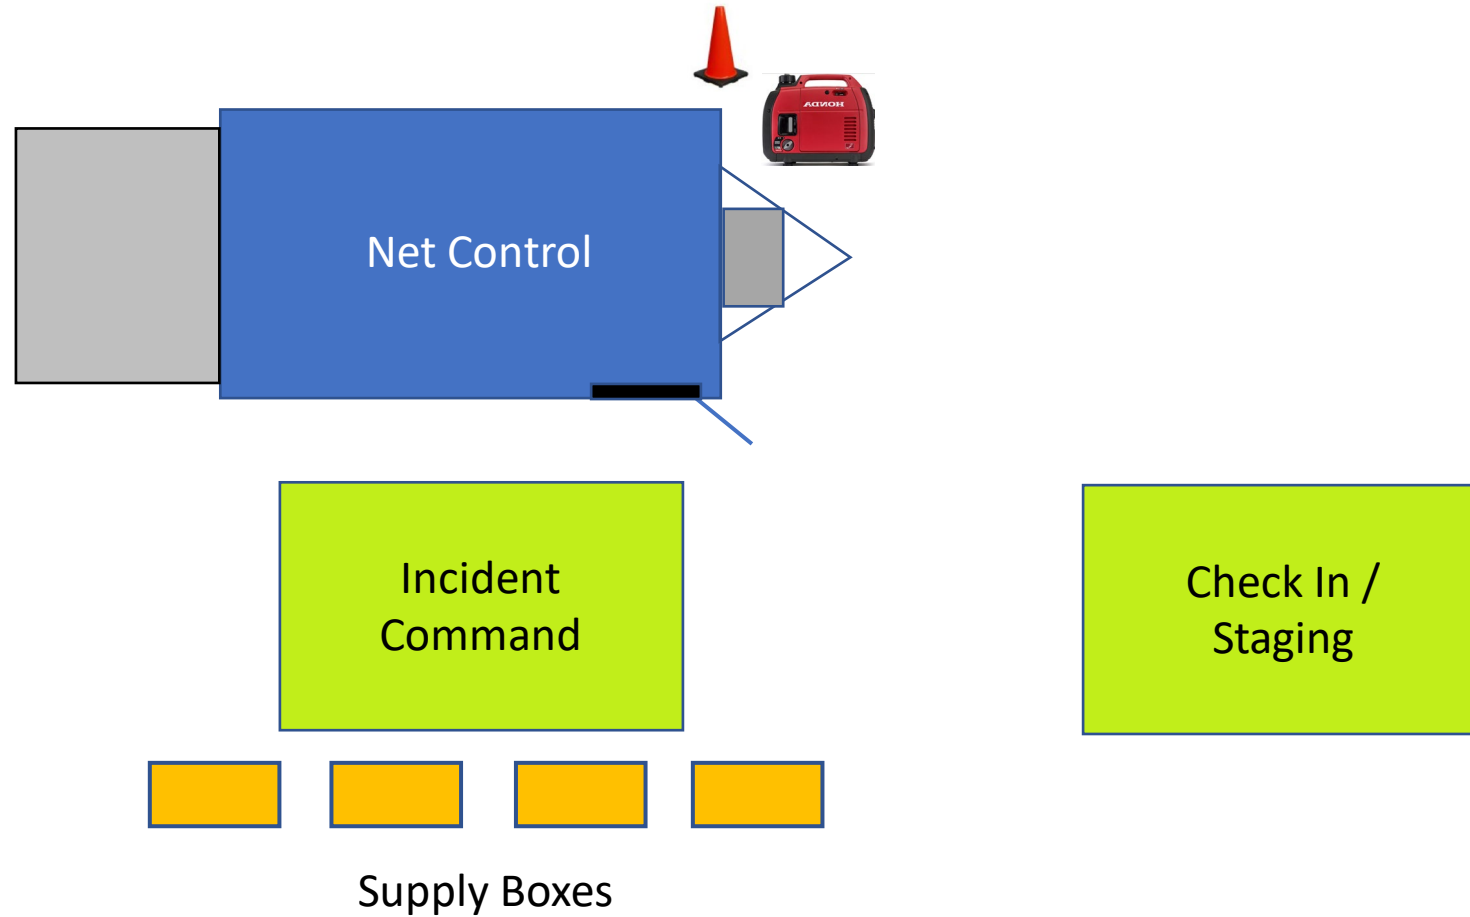 HONDA
Net Control
Incident
Command
Check In /
Staging
Supply Boxes